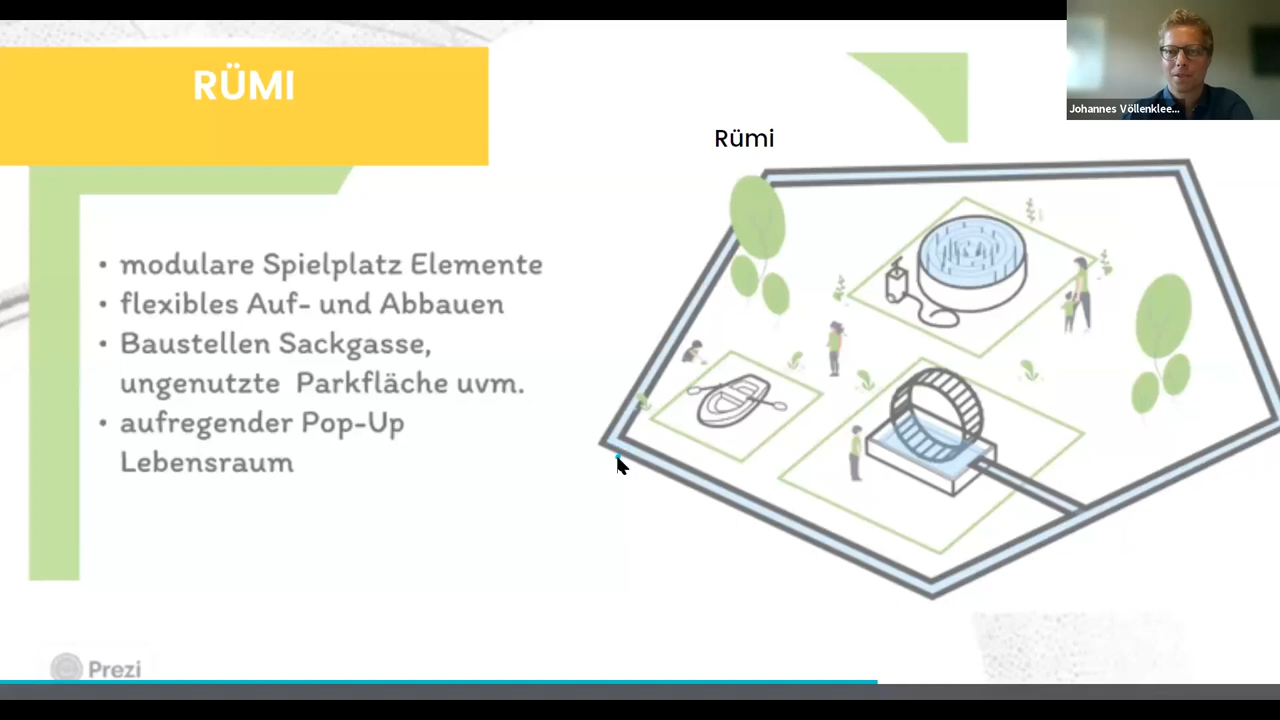 RÜMI
Johannes Völlenklee...
Rümi
• modulare Spielplatz Elemente
• flexibles Auf- und Abbauen
• Baustellen Sackgasse,
ungenutzte Parkfläche uvm.
• aufregender Pop-Up
Lebensraum
Prezi